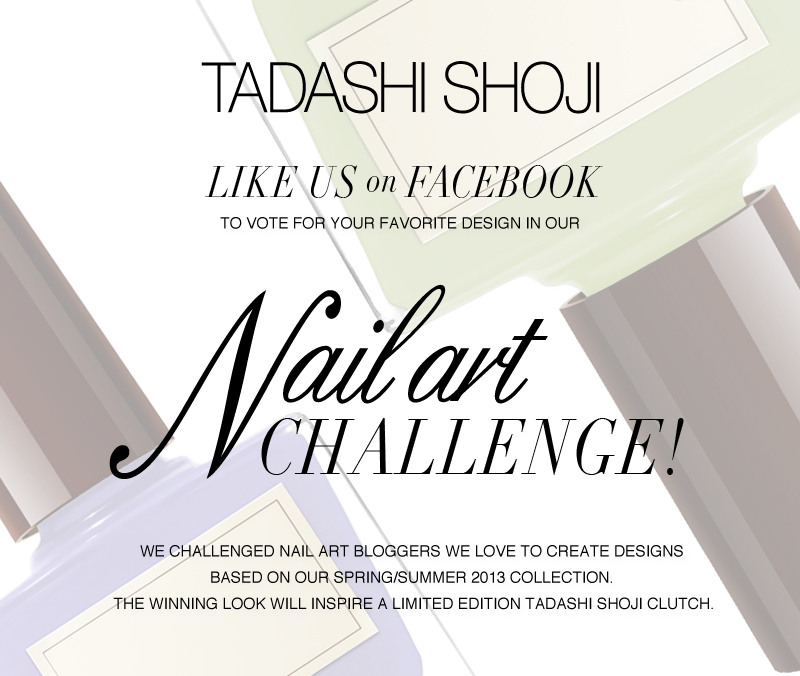 TADASHI SHOJI
LIKE US on FACEBOOK
TO VOTE FOR YOUR FAVORITE DESIGN IN OUR
Nail art
CHALLENGE!
WE CHALLENGED NAIL ART BLOGGERS WE LOVE TO CREATE DESIGNS
BASED ON OUR SPRING/SUMMER 2013 COLLECTION.
THE WINNING LOOK WILL INSPIRE A LIMITED EDITION TADASHI SHOJI CLUTCH.